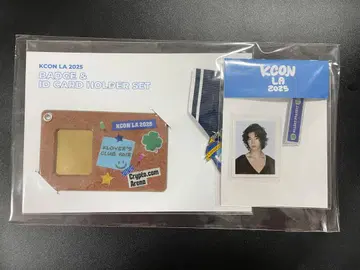 KCON LA 2025
BADGE &
ID CARD HOLDER SET
KCON LA 2025
Crypto.com
Arena
KCON
LA
2025